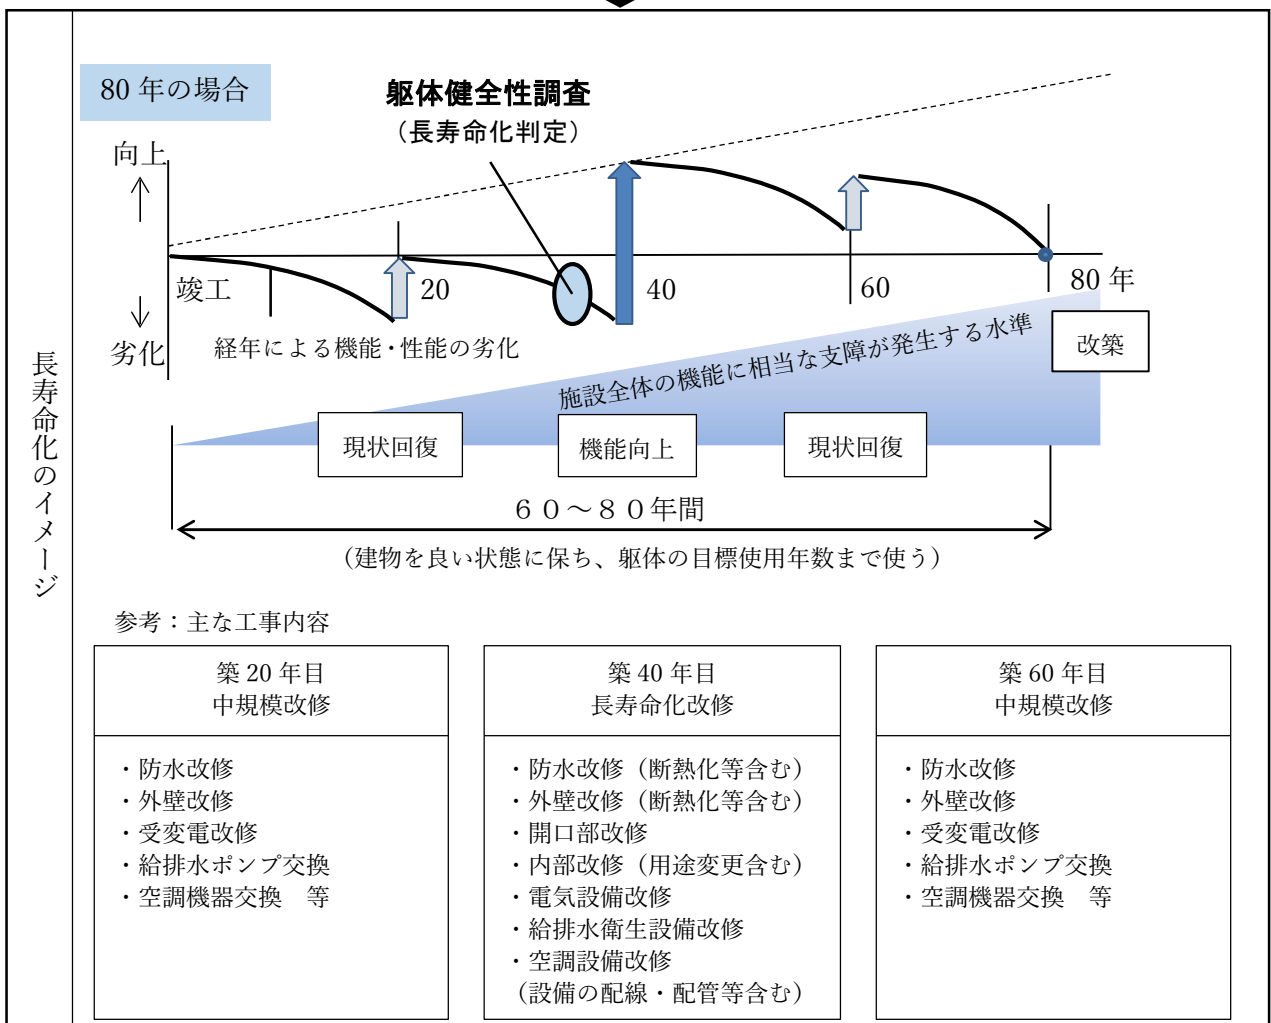 長寿命化のイメージ
80 年の場合
躯体健全性調査
（長寿命化判定）
向上
劣化
竣工
20
40
60
80 年
経年による機能・性能の劣化
施設全体の機能に相当な支障が発生する水準
改築
現状回復
機能向上
現状回復
６０～８０年間
（建物を良い状態に保ち、躯体の目標使用年数まで使う）
参考：主な工事内容
築 20 年目
中規模改修
・防水改修
・外壁改修
・受変電改修
・給排水ポンプ交換
・空調機器交換　等
築 40 年目
長寿命化改修
・防水改修（断熱化等含む）
・外壁改修（断熱化等含む）
・開口部改修
・内部改修（用途変更含む）
・電気設備改修
・給排水衛生設備改修
・空調設備改修
（設備の配線・配管等含む）
築 60 年目
中規模改修
・防水改修
・外壁改修
・受変電改修
・給排水ポンプ交換
・空調機器交換　等